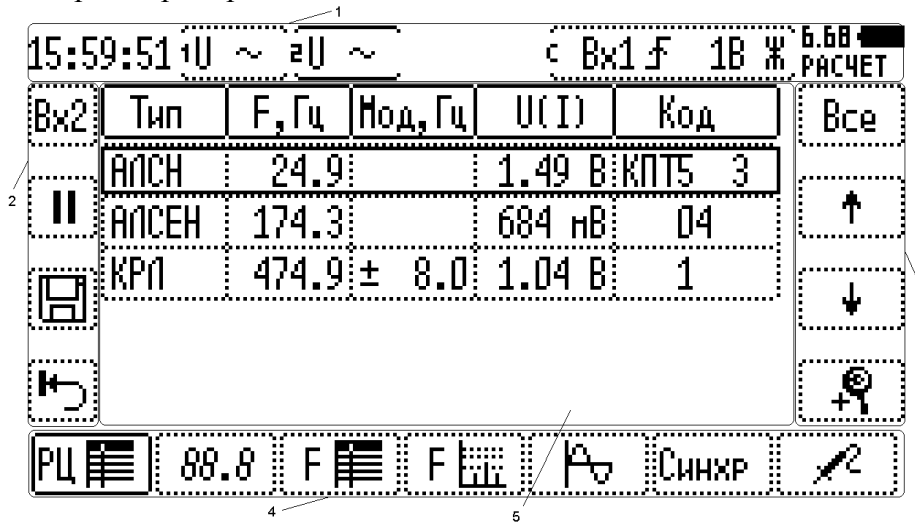 1
15:59:51 1U ~ 2U ~ с Вх1 1В Ж 6.68
РАСЧЕТ
Вх2 Тип F,Гц Мод,Гц U(I) Код Все
АЛСН 24.9 1.49 В КПТ5 3
2
АЛСЕН 174.3 684 мВ 04
КРЛ 474.9 ± 8.0 1.04 В 1
РЦ 88.8 F F Синхр
4
5